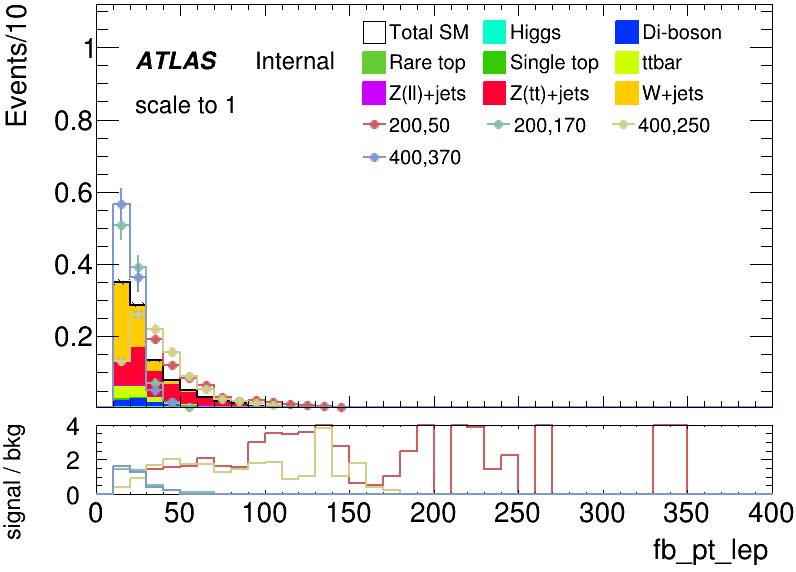 Events/10
1
0.8
0.6
0.4
0.2
ATLAS Internal
scale to 1
Total SM Higgs Di-boson
Rare top Single top ttbar
Z(ll)+jets Z(tt)+jets W+jets
200,50 200,170 400,250
400,370
signal / bkg
4
2
0
0 50 100 150 200 250 300 350 400
fb_pt_lep